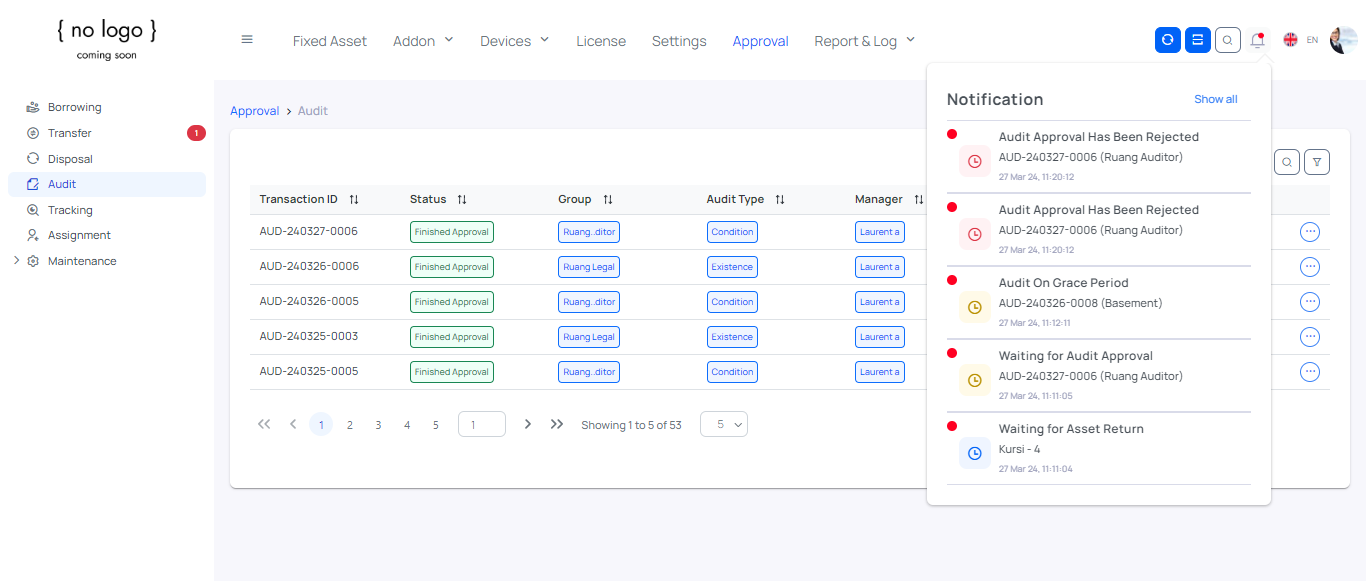 { no logo }
coming soon
Fixed Asset Addon Devices License Settings Approval Report & Log EN
Borrowing
Transfer 1
Disposal
Audit
Tracking
Assignment
Maintenance
Approval > Audit
Transaction ID Status Group Audit Type Manager
AUD-240327-0006 Finished Approval Ruang..ditor Condition Laurent a
AUD-240326-0006 Finished Approval Ruang Legal Existence Laurent a
AUD-240326-0005 Finished Approval Ruang..ditor Condition Laurent a
AUD-240325-0003 Finished Approval Ruang Legal Existence Laurent a
AUD-240325-0005 Finished Approval Ruang..ditor Condition Laurent a
1 2 3 4 5 1 Showing 1 to 5 of 53 5
Notification Show all
Audit Approval Has Been Rejected
AUD-240327-0006 (Ruang Auditor)
27 Mar 24, 11:20:12
Audit Approval Has Been Rejected
AUD-240327-0006 (Ruang Auditor)
27 Mar 24, 11:20:12
Audit On Grace Period
AUD-240326-0008 (Basement)
27 Mar 24, 11:12:11
Waiting for Audit Approval
AUD-240327-0006 (Ruang Auditor)
27 Mar 24, 11:11:05
Waiting for Asset Return
Kursi - 4
27 Mar 24, 11:11:04